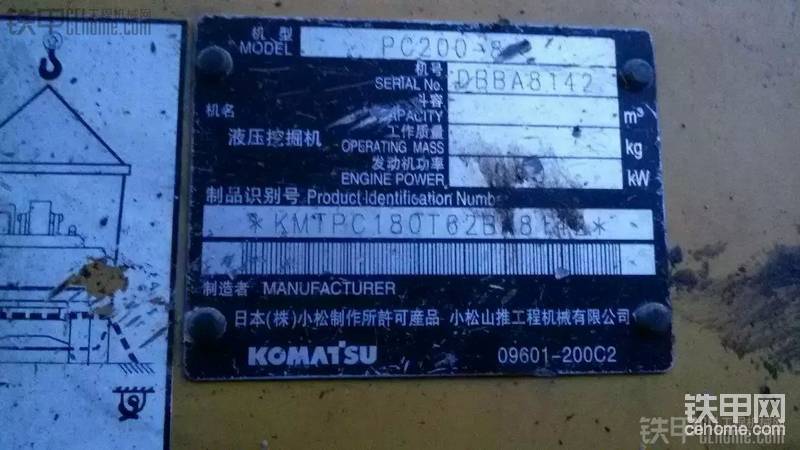 铁甲 工程机械网
cehome.com
机型
MODEL PC200-8
机号
SERIAL No. DBBA8142
斗容
CAPACITY m³
机名 液压挖掘机
工作质量
OPERATING MASS kg
发动机功率
ENGINE POWER kW
制品识别号 Product Identification Number
*KMTPC180T62BA8142*
制造者 MANUFACTURER
日本(株)小松制作所許可産品 小松山推工程机械有限公司
KOMATSU 09601-200C2
铁甲网
cehome.com